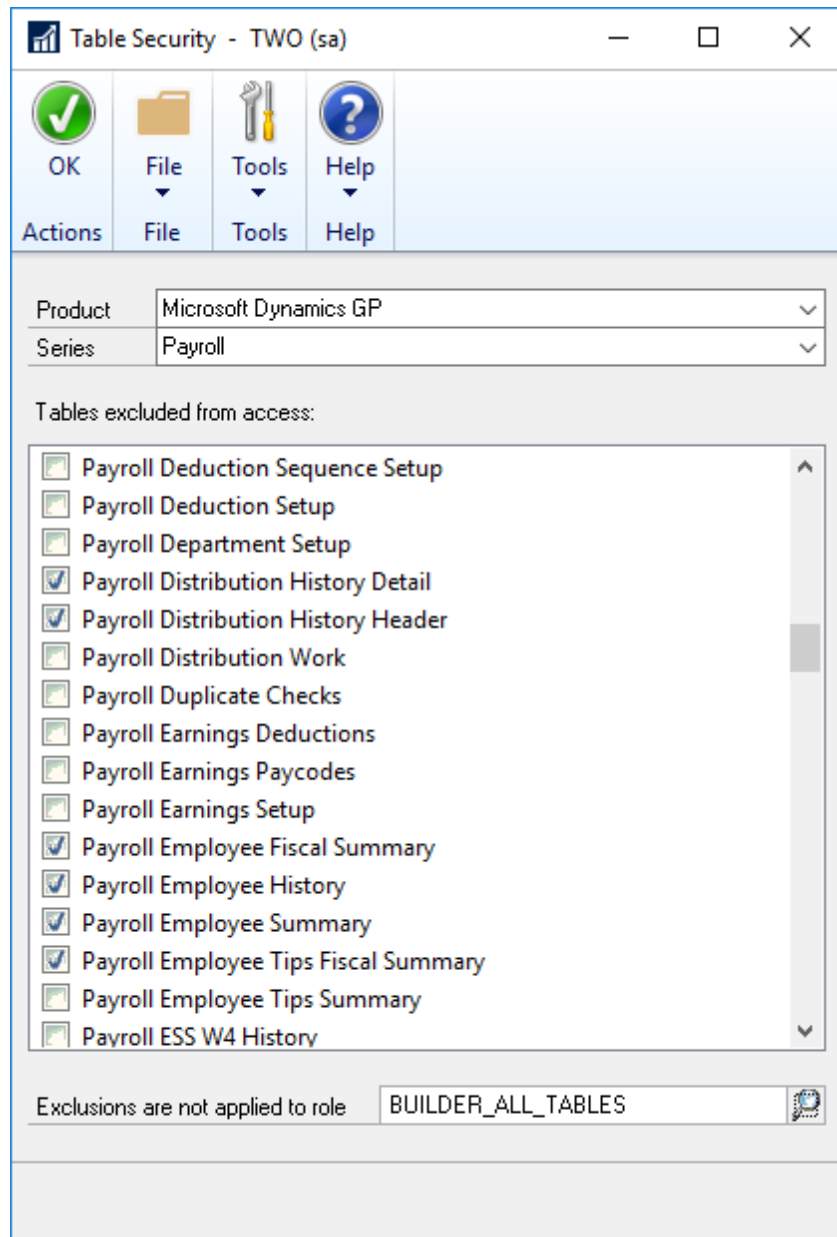 Table Security - TWO (sa)
OK File Tools Help
Actions File Tools Help
Product Microsoft Dynamics GP
Series Payroll
Tables excluded from access:
Payroll Deduction Sequence Setup
Payroll Deduction Setup
Payroll Department Setup
Payroll Distribution History Detail
Payroll Distribution History Header
Payroll Distribution Work
Payroll Duplicate Checks
Payroll Earnings Deductions
Payroll Earnings Paycodes
Payroll Earnings Setup
Payroll Employee Fiscal Summary
Payroll Employee History
Payroll Employee Summary
Payroll Employee Tips Fiscal Summary
Payroll Employee Tips Summary
Payroll ESS W4 History
Exclusions are not applied to role BUILDER_ALL_TABLES